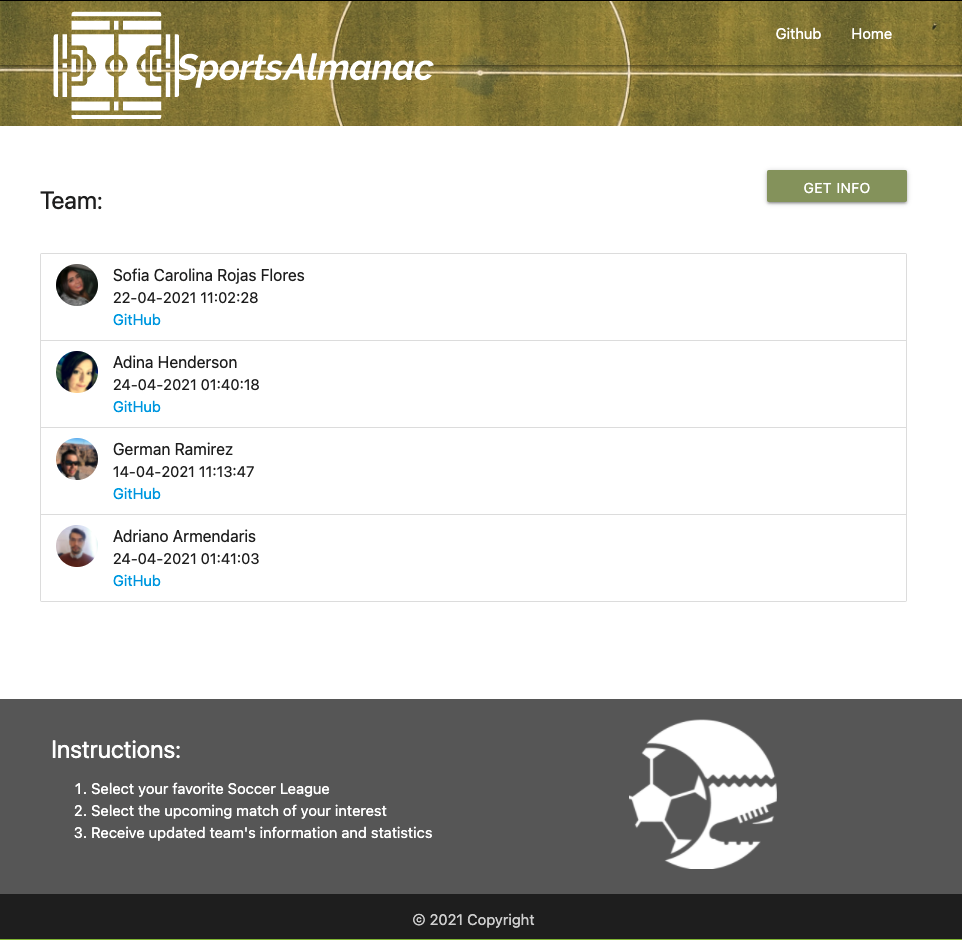 SportsAlmanac
Github Home
Team:
GET INFO
Sofia Carolina Rojas Flores
22-04-2021 11:02:28
GitHub
Adina Henderson
24-04-2021 01:40:18
GitHub
German Ramirez
14-04-2021 11:13:47
GitHub
Adriano Armendaris
24-04-2021 01:41:03
GitHub
Instructions:
1. Select your favorite Soccer League
2. Select the upcoming match of your interest
3. Receive updated team's information and statistics
© 2021 Copyright